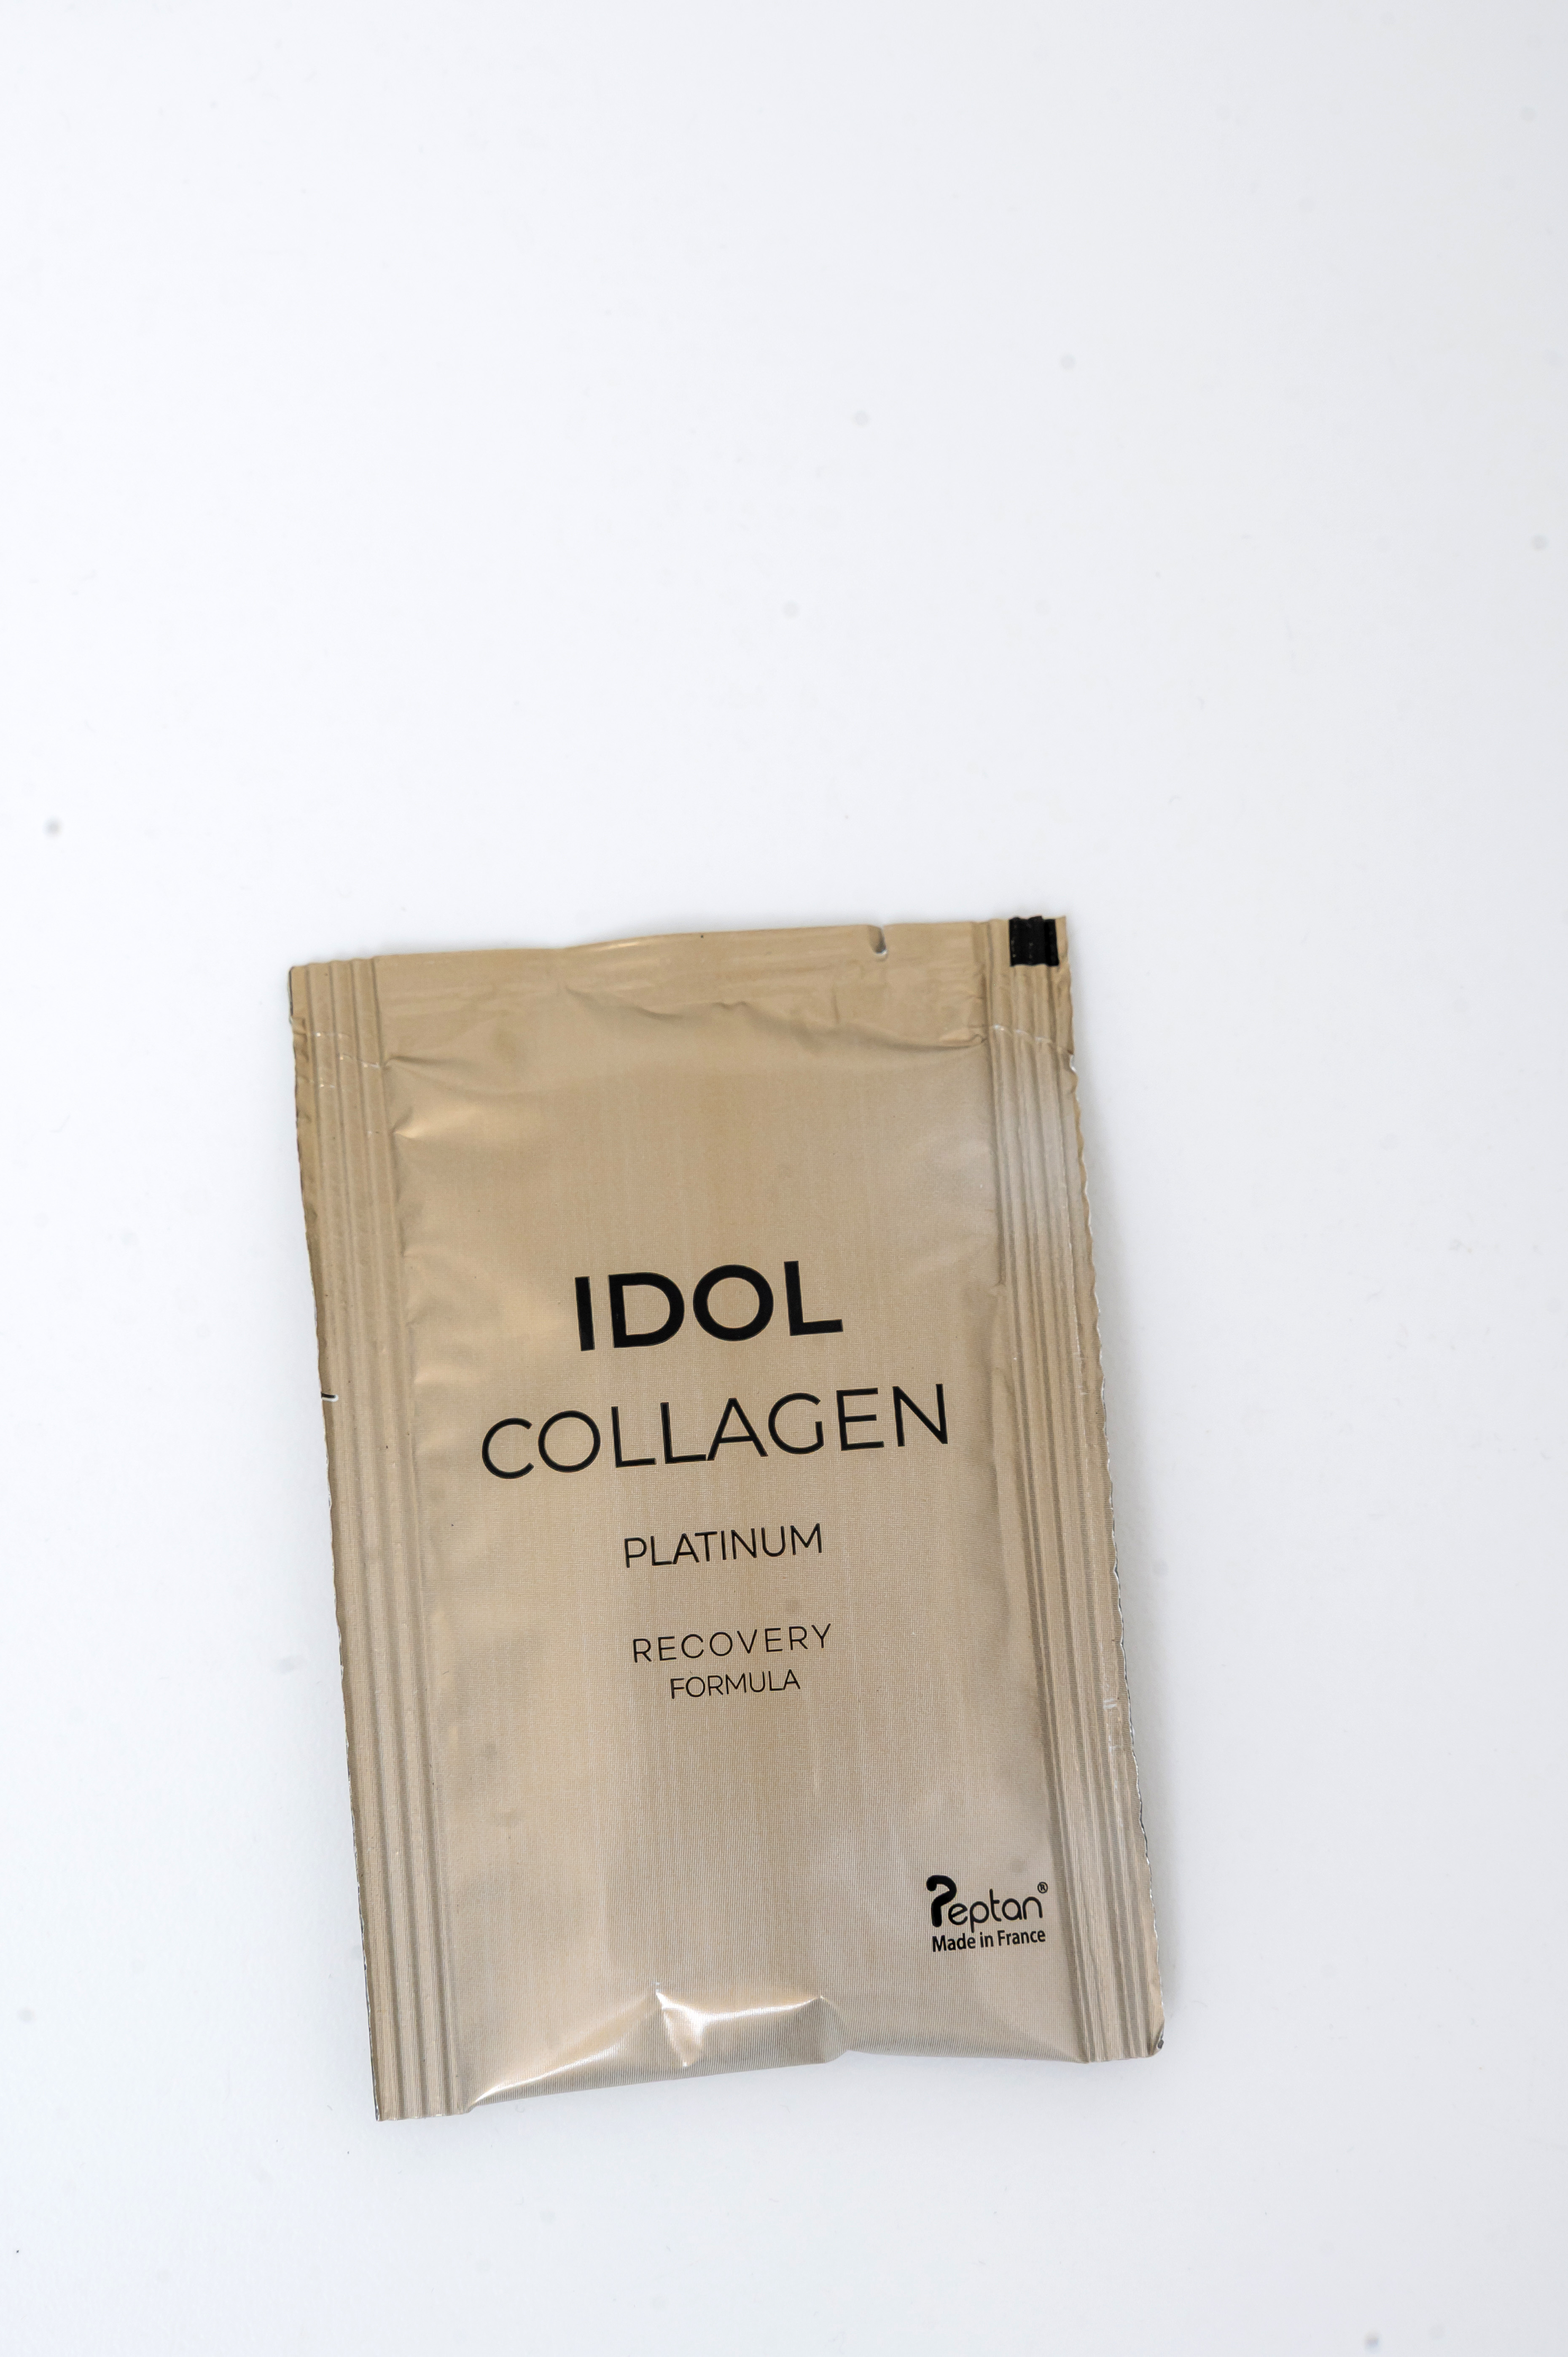 IDOL
COLLAGEN
PLATINUM
RECOVERY
FORMULA
Peptan®
Made in France